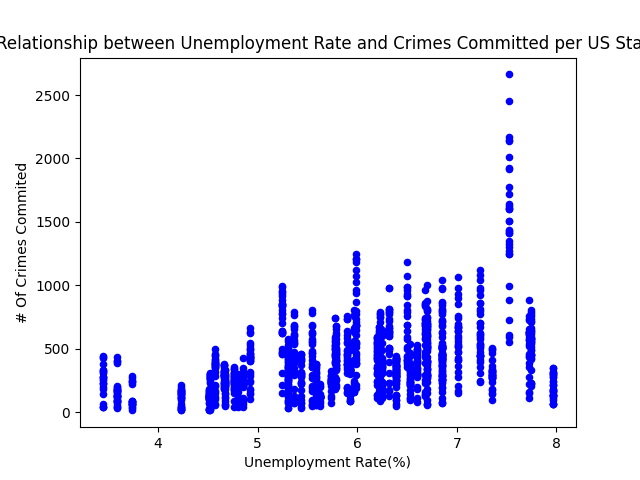 Relationship between Unemployment Rate and Crimes Committed per US Sta
2500
2000
1500
1000
500
0
# Of Crimes Commited
4 5 6 7 8
Unemployment Rate(%)